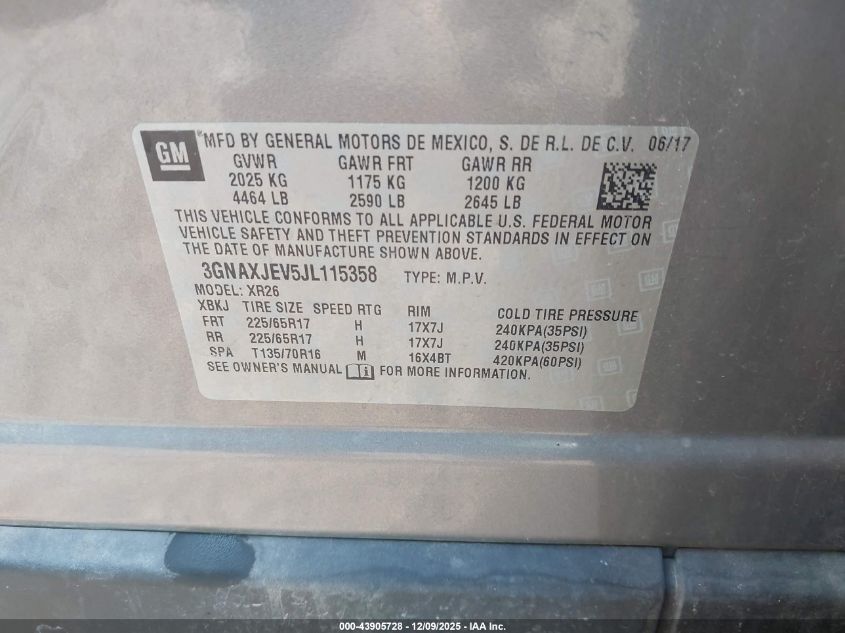 GM MFD BY GENERAL MOTORS DE MEXICO, S. DE R.L. DE C.V. 06/17
GVWR GAWR FRT GAWR RR
2025 KG 1175 KG 1200 KG
4464 LB 2590 LB 2645 LB
THIS VEHICLE CONFORMS TO ALL APPLICABLE U.S. FEDERAL MOTOR
VEHICLE SAFETY AND THEFT PREVENTION STANDARDS IN EFFECT ON
THE DATE OF MANUFACTURE SHOWN ABOVE.
3GNAXJEV5JL115358 TYPE: M.P.V.
MODEL: XR26
XBKJ TIRE SIZE SPEED RTG RIM COLD TIRE PRESSURE
FRT 225/65R17 H 17X7J 240KPA(35PSI)
RR 225/65R17 H 17X7J 240KPA(35PSI)
SPA T135/70R16 M 16X4BT 420KPA(60PSI)
SEE OWNER'S MANUAL FOR MORE INFORMATION.
000-43905728 - 12/09/2025 - IAA Inc.